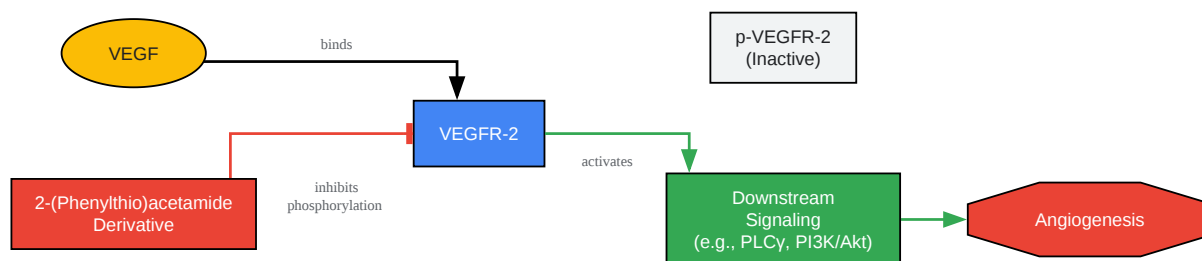 VEGF
binds
p-VEGFR-2
(Inactive)
VEGFR-2
activates
2-(Phenylthio)acetamide
Derivative
inhibits
phosphorylation
Downstream
Signaling
(e.g., PLCγ, PI3K/Akt)
Angiogenesis